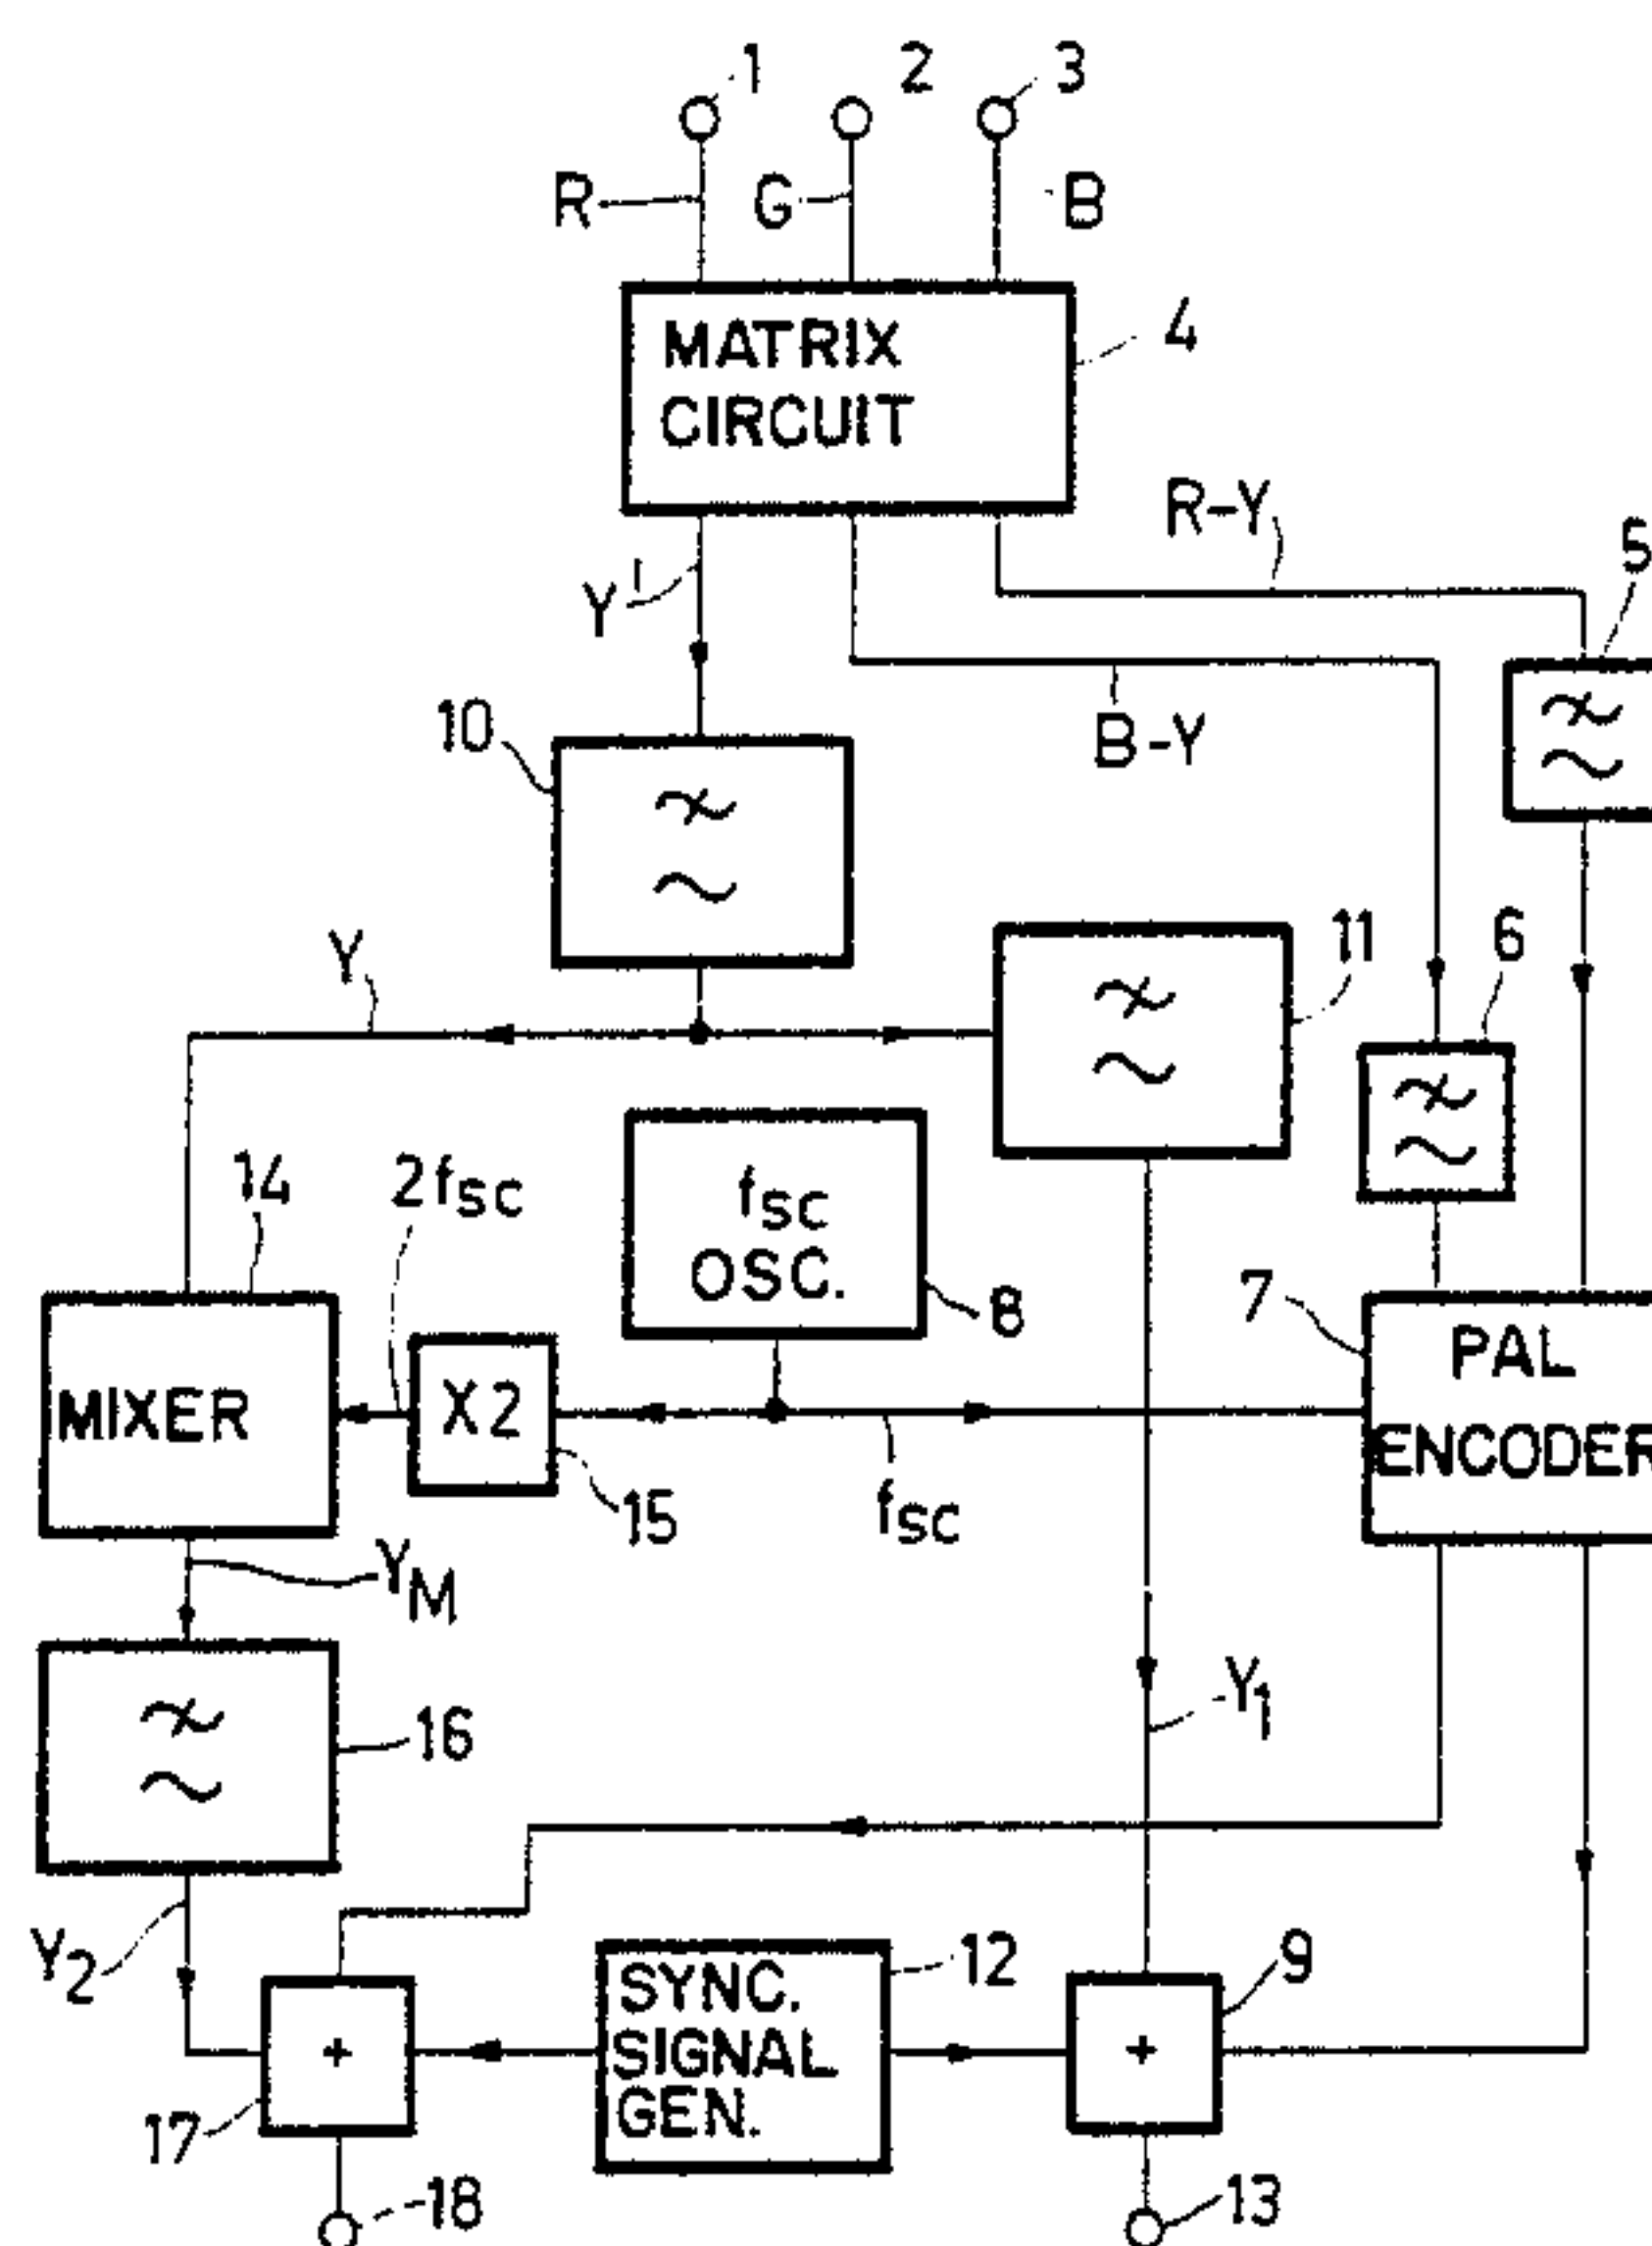 1 2 3
R G B
MATRIX
CIRCUIT
4
R-Y
5
Y'
B-Y
10
11
6
Y
14
2fsc
fsc
OSC.
8
7
PAL
ENCODER
MIXER
X2
15
fsc
YM
16
Y1
Y2
SYNC.
SIGNAL
GEN.
12
9
+
+
17
18
13